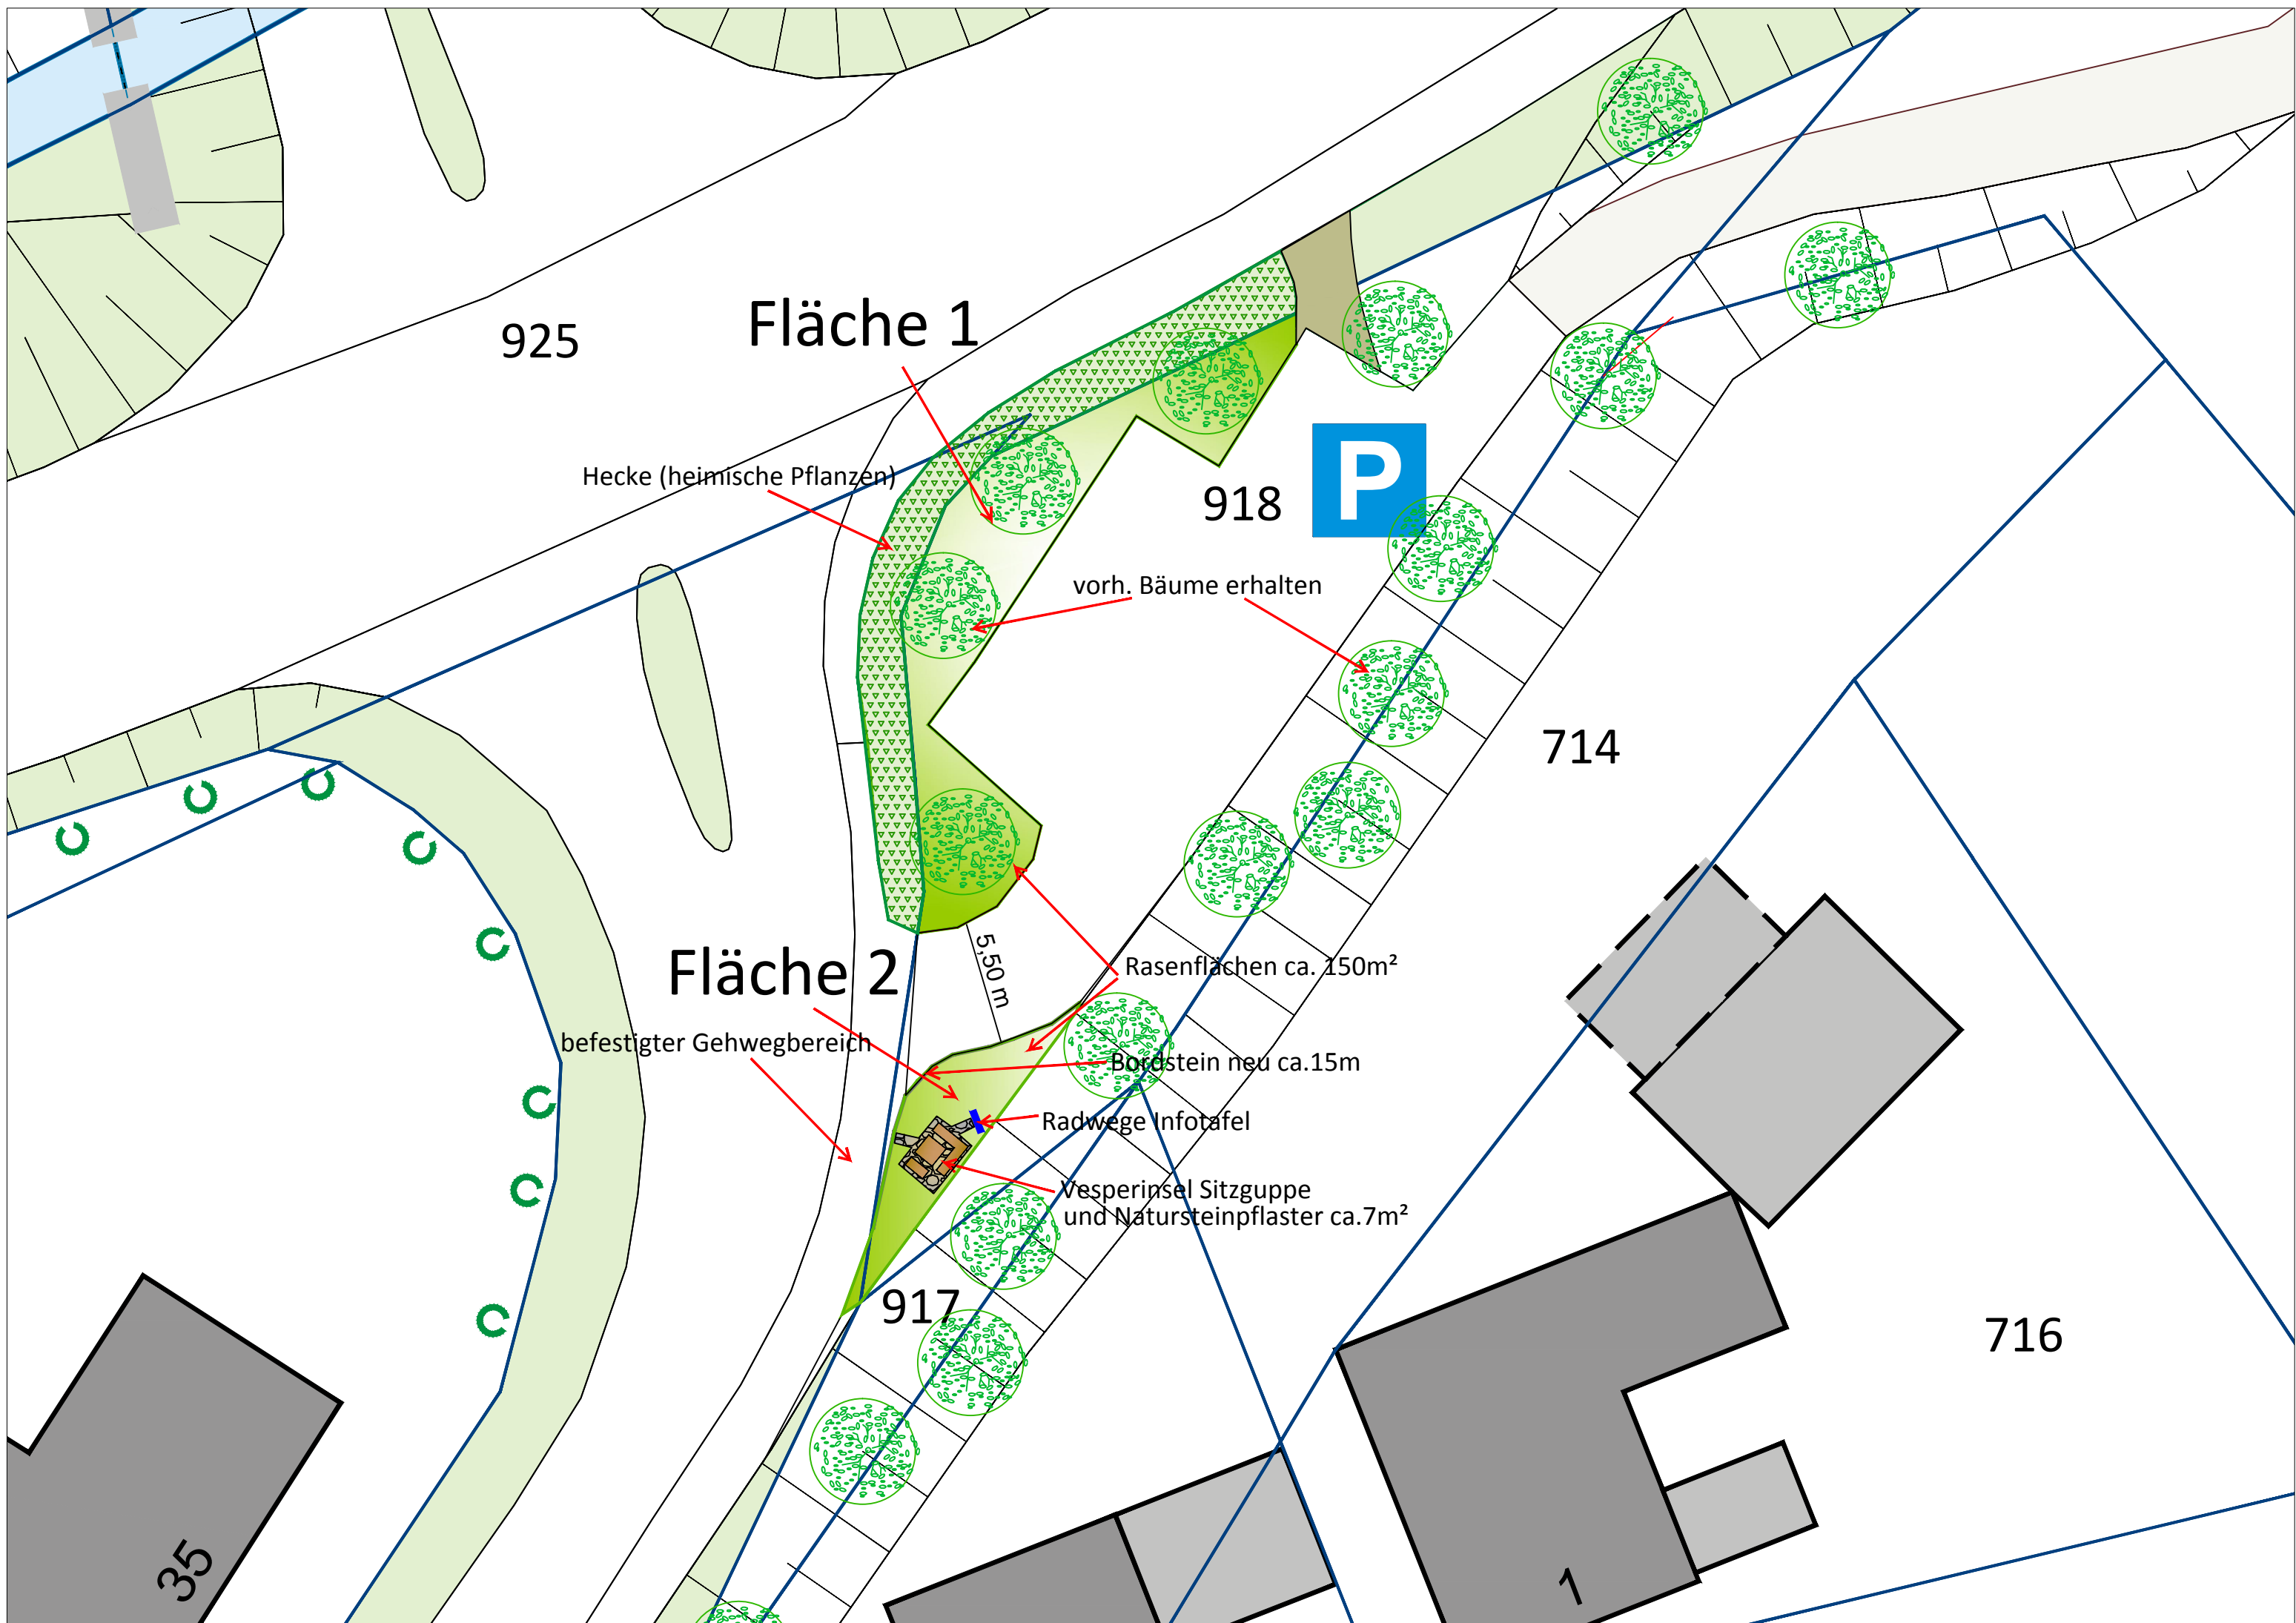 Fläche 1
925
Hecke (heimische Pflanzen)
918
P
vorh. Bäume erhalten
714
Fläche 2
5,50 m
Rasenflächen ca. 150m²
befestigter Gehwegbereich
Bordstein neu ca.15m
Radwege Infotafel
Vesperinsel Sitzguppe
und Natursteinpflaster ca.7m²
917
716
35
1